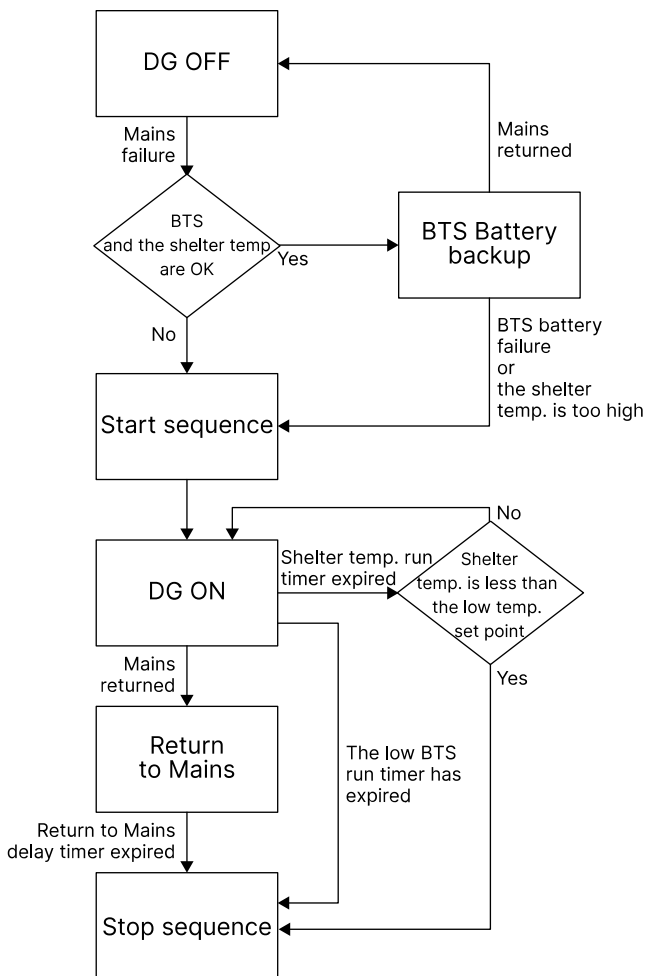 DG OFF
Mains
failure
Mains
returned
BTS
and the shelter temp
are OK
Yes
BTS Battery
backup
No
BTS battery
failure
or
the shelter
temp. is too high
Start sequence
No
DG ON
Shelter temp. run
timer expired
Shelter
temp. is less than
the low temp.
set point
Mains
returned
Yes
Return
to Mains
The low BTS
run timer has
expired
Return to Mains
delay timer expired
Stop sequence